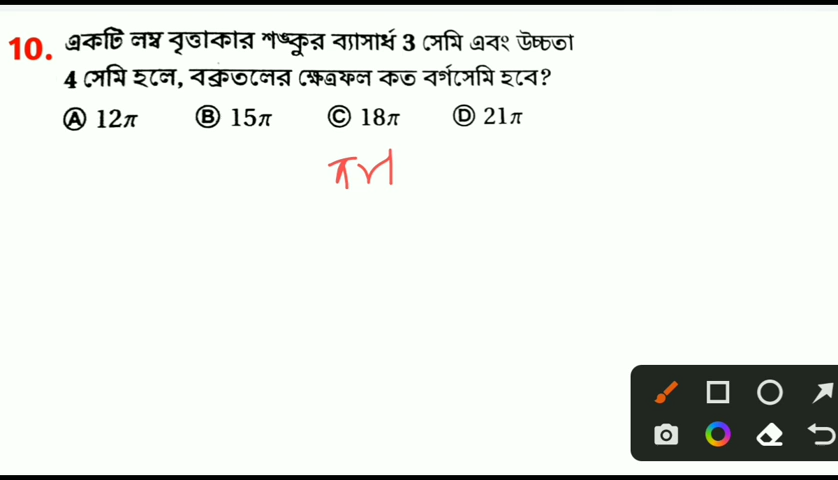 10. একটি লম্ব বৃত্তাকার শঙ্কুর ব্যাসার্ধ 3 সেমি এবং উচ্চতা
4 সেমি হলে, বক্রতলের ক্ষেত্রফল কত বর্গসেমি হবে?
Ⓐ 12π Ⓑ 15π Ⓒ 18π Ⓓ 21π
πrl